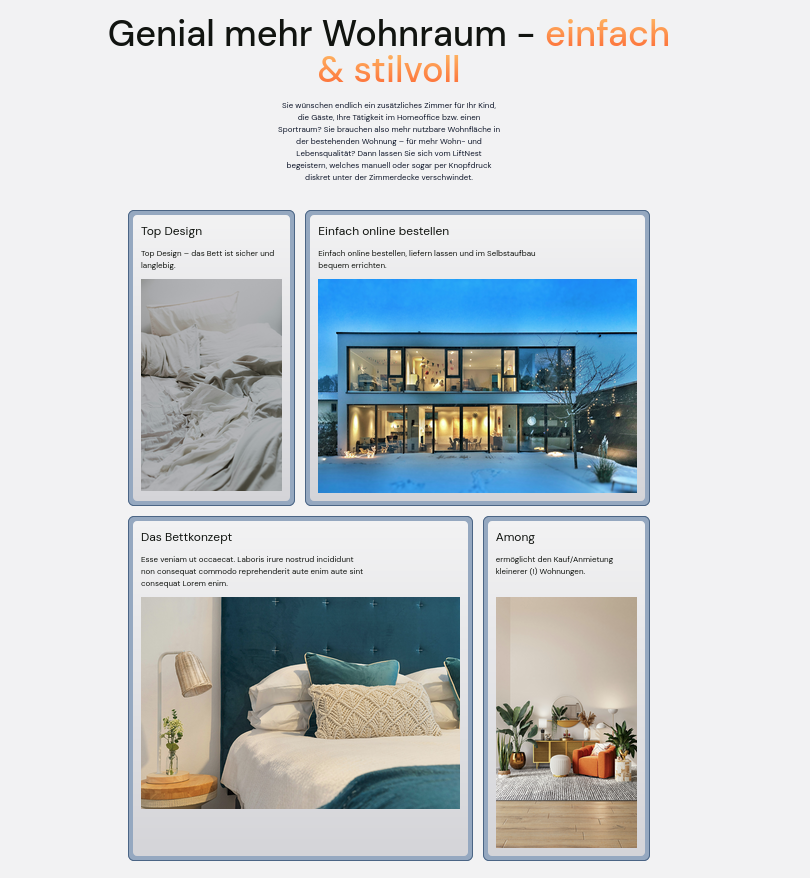 Genial mehr Wohnraum - einfach
& stilvoll
Sie wünschen endlich ein zusätzliches Zimmer für Ihr Kind,
die Gäste, Ihre Tätigkeit im Homeoffice bzw. einen
Sportraum? Sie brauchen also mehr nutzbare Wohnfläche in
der bestehenden Wohnung – für mehr Wohn- und
Lebensqualität? Dann lassen Sie sich vom LiftNest
begeistern, welches manuell oder sogar per Knopfdruck
diskret unter der Zimmerdecke verschwindet.
Top Design
Top Design – das Bett ist sicher und
langlebig.
Einfach online bestellen
Einfach online bestellen, liefern lassen und im Selbstaufbau
bequem errichten.
Das Bettkonzept
Esse veniam ut occaecat. Laboris irure nostrud incididunt
non consequat commodo reprehenderit aute enim aute sint
consequat Lorem enim.
Among
ermöglicht den Kauf/Anmietung
kleinerer (!) Wohnungen.